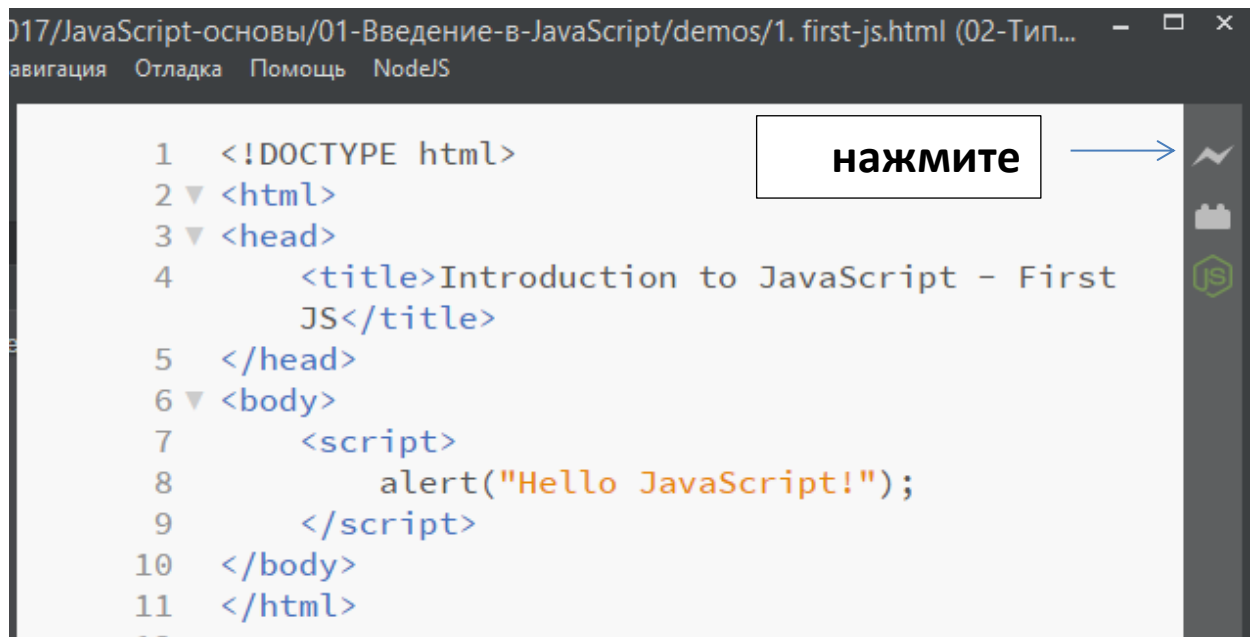 017/JavaScript-основы/01-Введение-в-JavaScript/demos/1. first-js.html (02-Тип...
авигация Отладка Помощь NodeJS
нажмите
1 <!DOCTYPE html>
2 <html>
3 <head>
4 <title>Introduction to JavaScript - First
JS</title>
5 </head>
6 <body>
7 <script>
8 alert("Hello JavaScript!");
9 </script>
10 </body>
11 </html>
JS